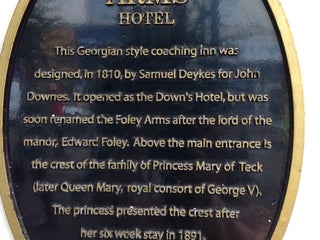 ARMS
HOTEL
This Georgian style coaching inn was
designed, in 1810, by Samuel Deykes for John
Downes. It opened as the Down's Hotel, but was
soon renamed the Foley Arms after the lord of the
manor, Edward Foley. Above the main entrance is
the crest of the family of Princess Mary of Teck
(later Queen Mary, royal consort of George V).
The princess presented the crest after
her six week stay in 1891.